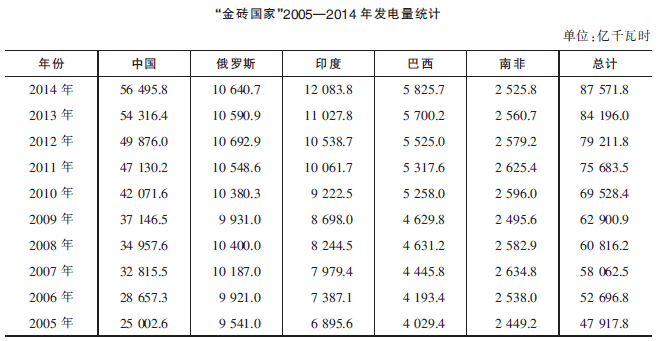 “金砖国家”2005—2014 年发电量统计
单位:亿千瓦时
年份 中国 俄罗斯 印度 巴西 南非 总计
2014 年 56 495.8 10 640.7 12 083.8 5 825.7 2 525.8 87 571.8
2013 年 54 316.4 10 590.9 11 027.8 5 700.2 2 560.7 84 196.0
2012 年 49 876.0 10 692.9 10 538.7 5 525.0 2 579.2 79 211.8
2011 年 47 130.2 10 548.6 10 061.7 5 317.6 2 625.4 75 683.5
2010 年 42 071.6 10 380.3 9 222.5 5 258.0 2 596.0 69 528.4
2009 年 37 146.5 9 931.0 8 698.0 4 629.8 2 495.6 62 900.9
2008 年 34 957.6 10 400.0 8 244.5 4 631.2 2 582.9 60 816.2
2007 年 32 815.5 10 187.0 7 979.4 4 445.8 2 634.8 58 062.5
2006 年 28 657.3 9 921.0 7 387.1 4 193.4 2 538.0 52 696.8
2005 年 25 002.6 9 541.0 6 895.6 4 029.4 2 449.2 47 917.8